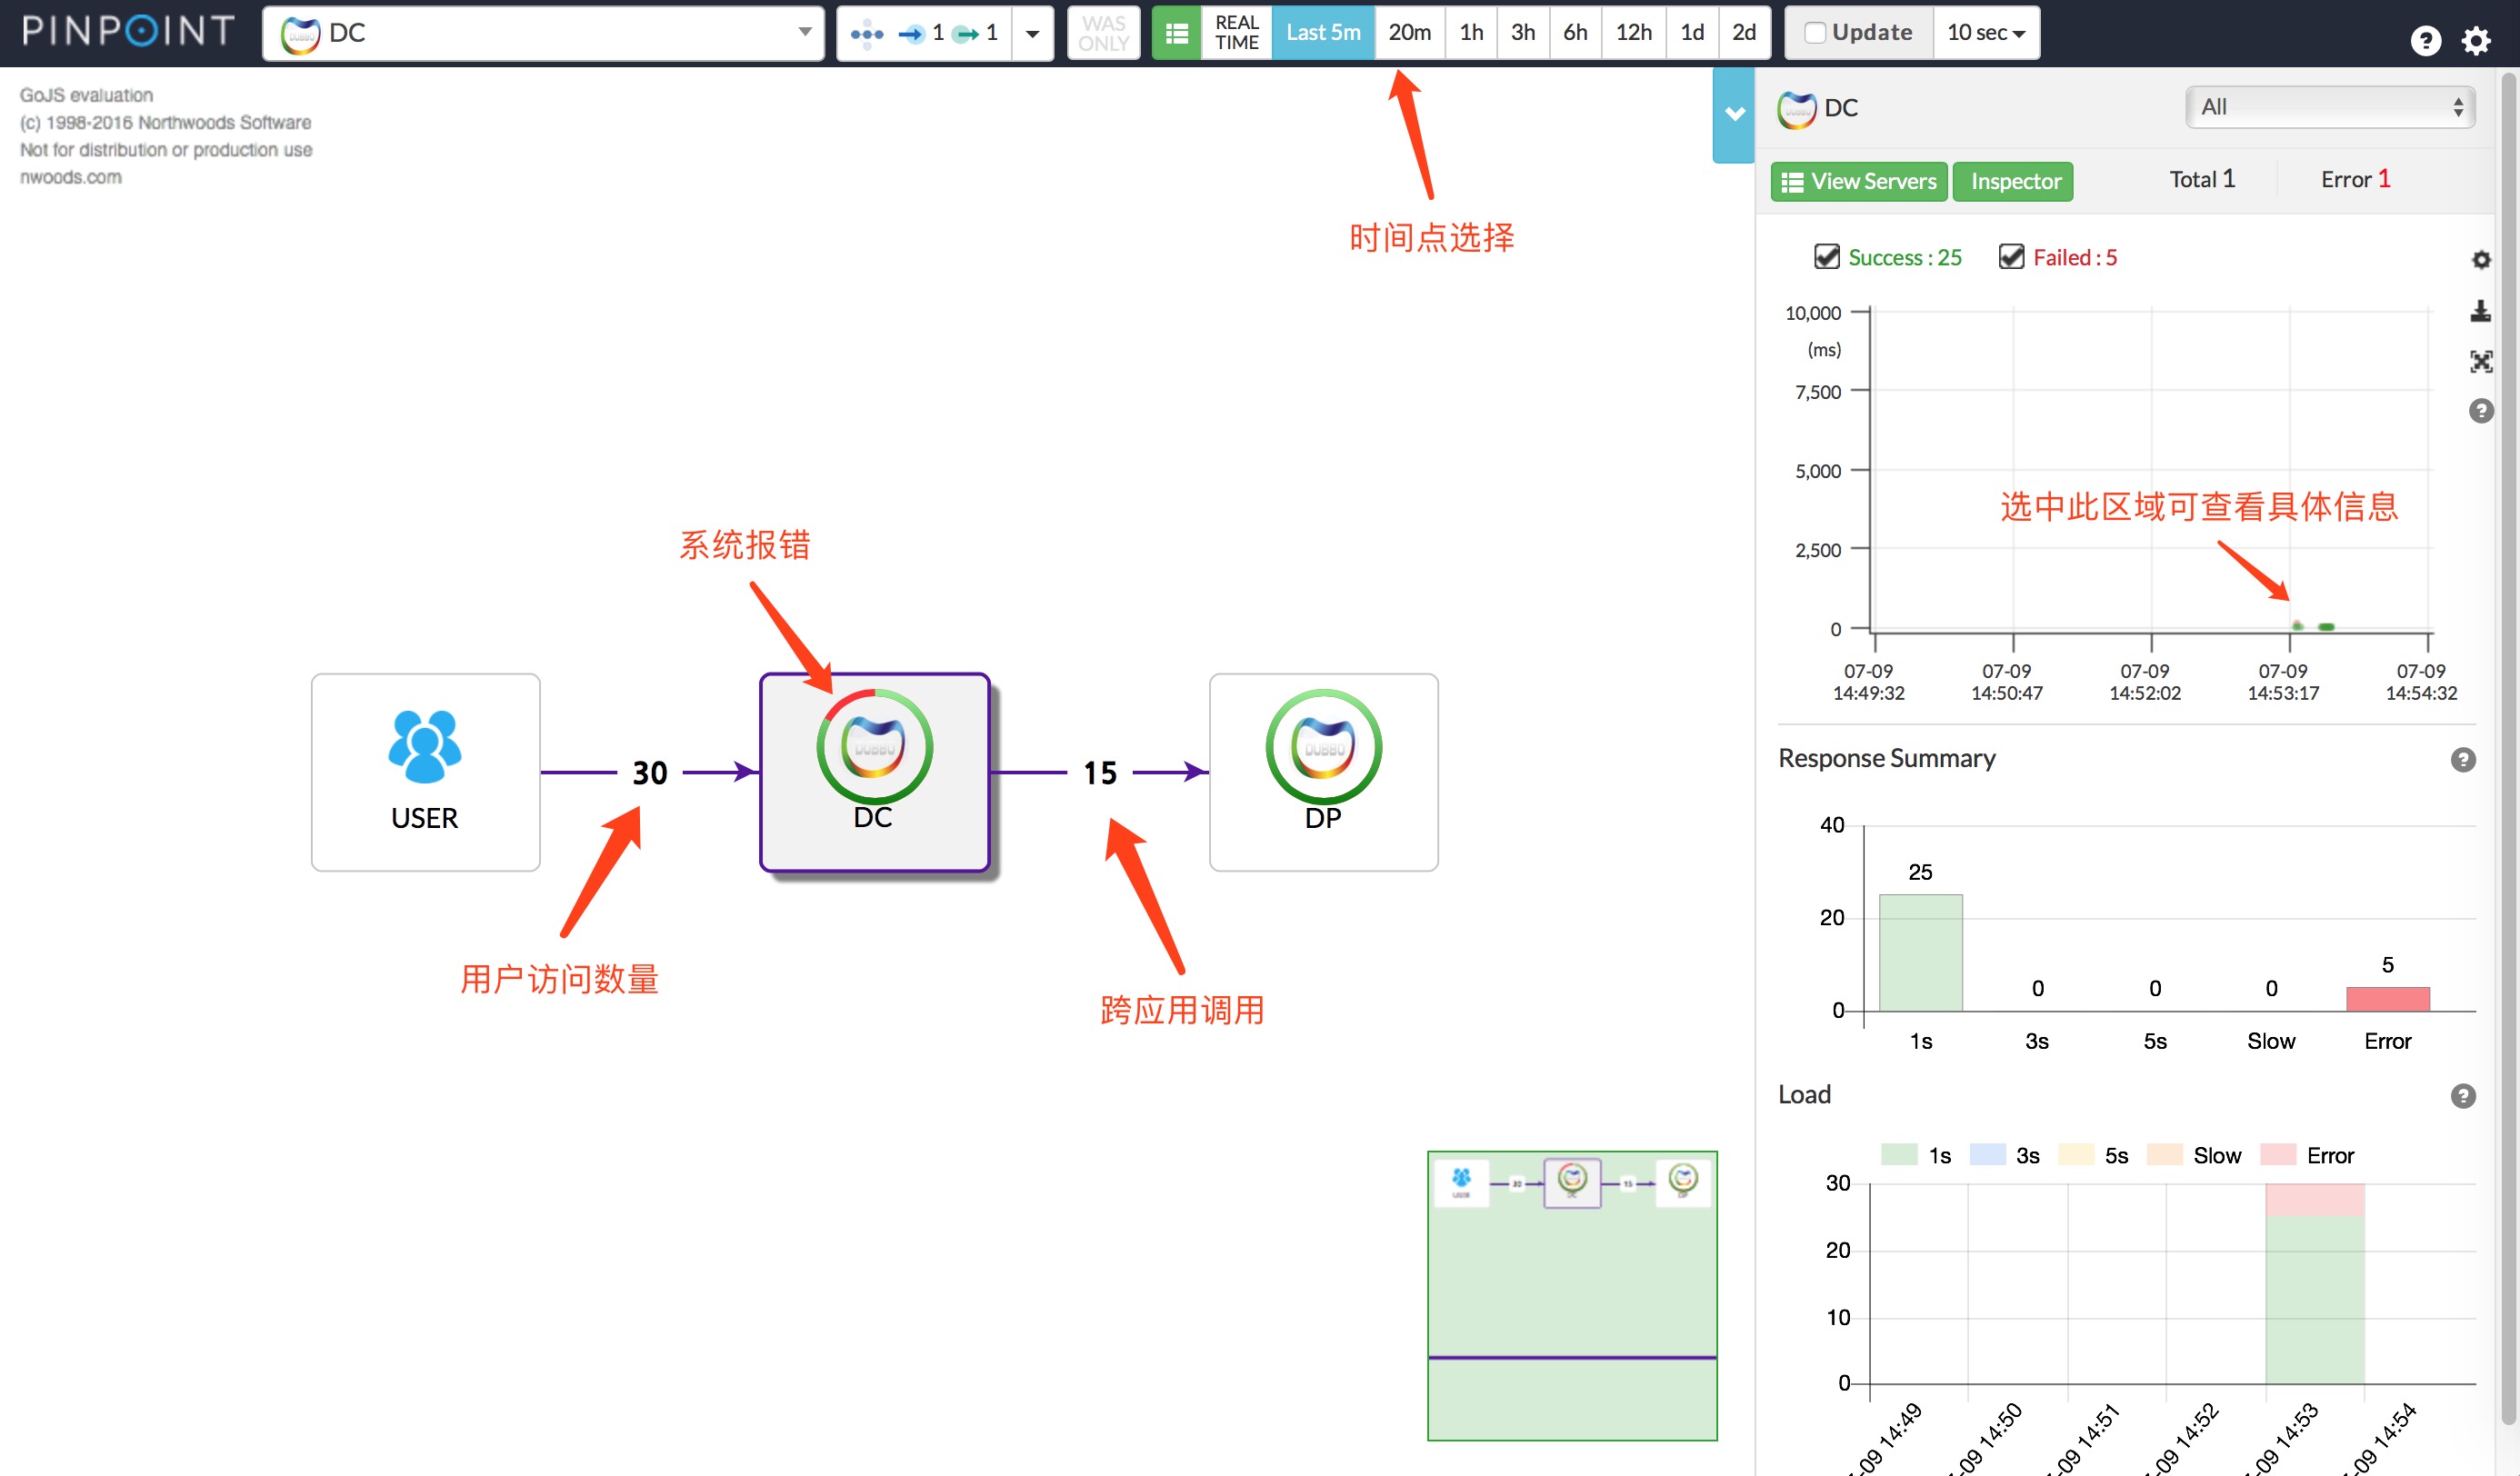 PINPOINT
DC
1
1
WAS
ONLY
REAL
TIME
Last 5m
20m
1h
3h
6h
12h
1d
2d
Update
10 sec
GoJS evaluation
(c) 1998-2016 Northwoods Software
Not for distribution or production use
nwoods.com
时间点选择
系统报错
USER
30
DUBBO
DC
15
DUBBO
DP
用户访问数量
跨应用调用
USER
30
DC
15
DP
DC
All
View Servers
Inspector
Total 1
Error 1
Success : 25
Failed : 5
10,000
(ms)
7,500
5,000
2,500
0
选中此区域可查看具体信息
07-09
14:49:32
07-09
14:50:47
07-09
14:52:02
07-09
14:53:17
07-09
14:54:32
Response Summary
40
20
0
25
0
0
0
5
1s
3s
5s
Slow
Error
Load
1s
3s
5s
Slow
Error
30
20
10
0
-09 14:49
-09 14:50
-09 14:51
-09 14:52
-09 14:53
-09 14:54